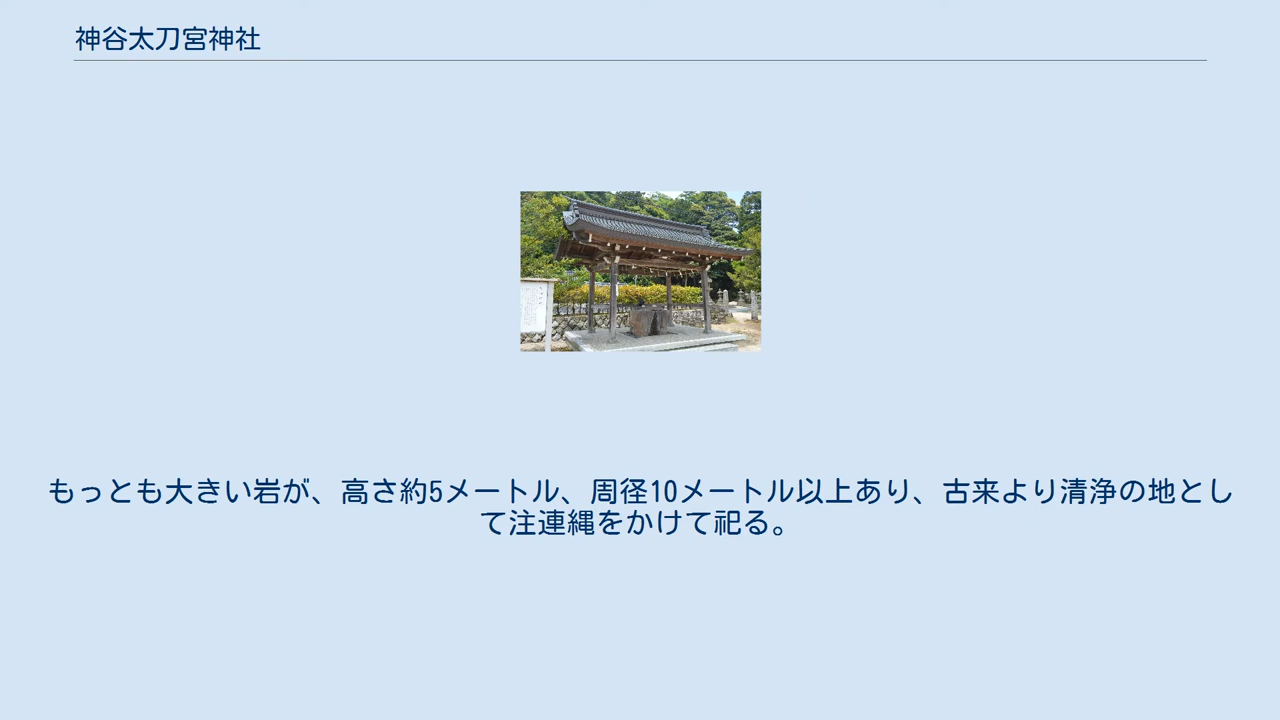 神谷太刀宮神社
もっとも大きい岩が、高さ約5メートル、周径10メートル以上あり、古来より清浄の地とし
て注連縄をかけて祀る。